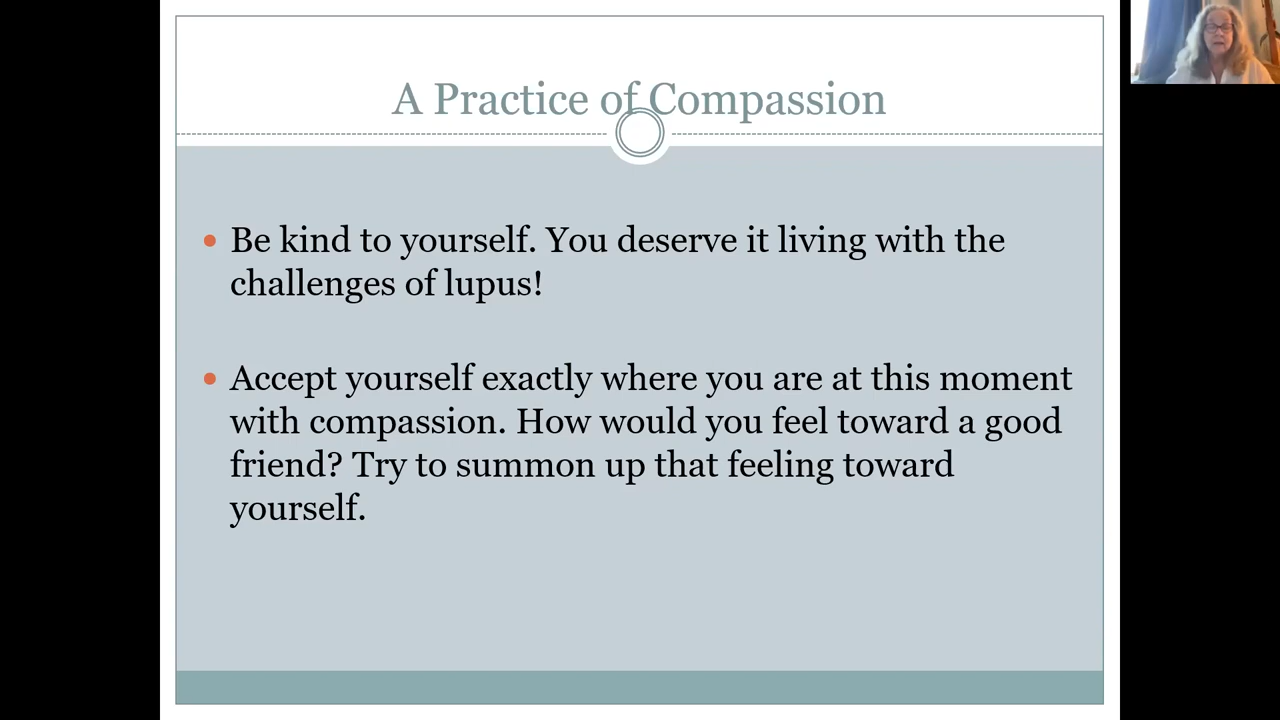 A Practice of Compassion
Be kind to yourself. You deserve it living with the
challenges of lupus!
Accept yourself exactly where you are at this moment
with compassion. How would you feel toward a good
friend? Try to summon up that feeling toward
yourself.